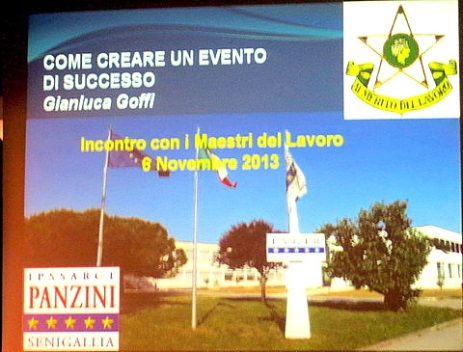 COME CREARE UN EVENTO
DI SUCCESSO
Gianluca Goffi
AL MERITO DEL LAVORO
Incontro con i Maestri del Lavoro
6 Novembre 2013
I.P.S.S.A.R.C.T.
PANZINI
SENIGALLIA